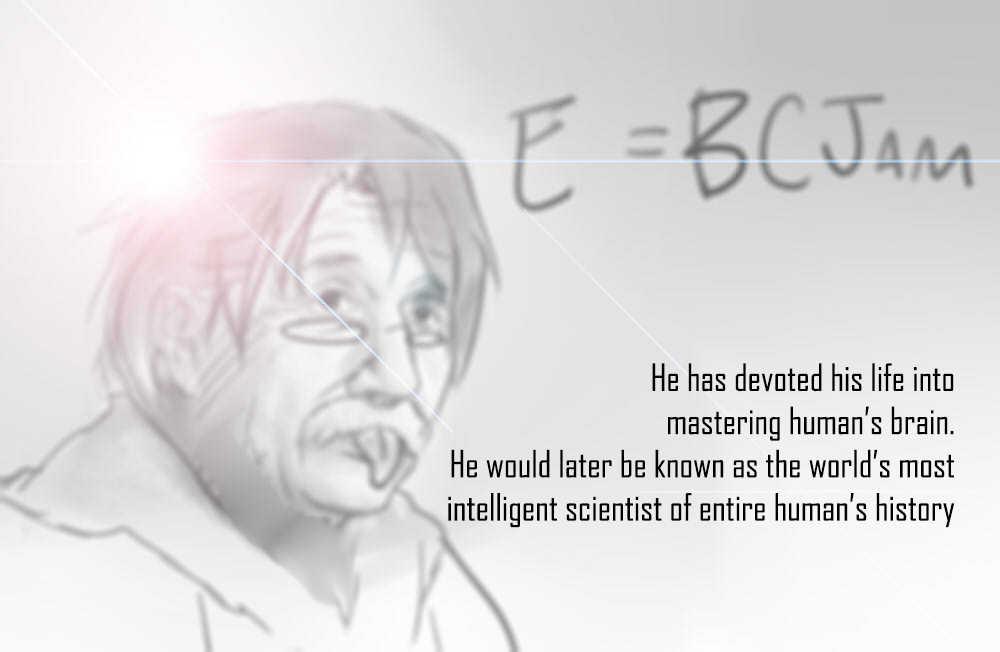 E = BCJAM
He has devoted his life into
mastering human's brain.
He would later be known as the world's most
intelligent scientist of entire human's history